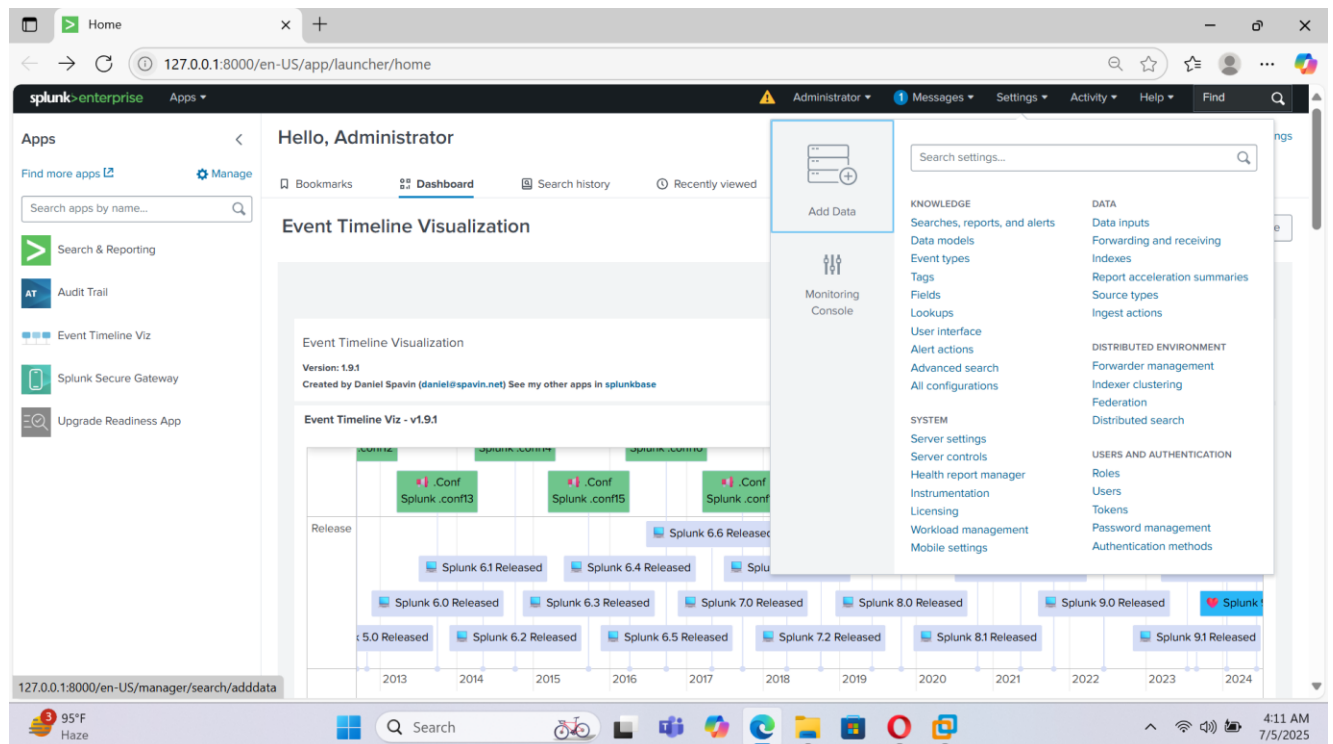 Home
127.0.0.1:8000/en-US/app/launcher/home
splunk>enterprise Apps
Administrator 1 Messages Settings Activity Help Find
Apps
Find more apps Manage
Search apps by name...
Search & Reporting
AT Audit Trail
Event Timeline Viz
Splunk Secure Gateway
Upgrade Readiness App
Hello, Administrator
Bookmarks Dashboard Search history Recently viewed
Event Timeline Visualization
Event Timeline Visualization
Version: 1.9.1
Created by Daniel Spavin (daniel@spavin.net) See my other apps in splunkbase
Event Timeline Viz - v1.9.1
.Conf .Conf .Conf
Splunk .conf13 Splunk .conf15 Splunk .conf
Release
Splunk 6.6 Released
Splunk 6.1 Released Splunk 6.4 Released Splu
Splunk 6.0 Released Splunk 6.3 Released Splunk 7.0 Released Splunk 8.0 Released Splunk 9.0 Released Splunk
5.0 Released Splunk 6.2 Released Splunk 6.5 Released Splunk 7.2 Released Splunk 8.1 Released Splunk 9.1 Released
2013 2014 2015 2016 2017 2018 2019 2020 2021 2022 2023 2024
Add Data
Monitoring
Console
Search settings...
KNOWLEDGE
Searches, reports, and alerts
Data models
Event types
Tags
Fields
Lookups
User interface
Alert actions
Advanced search
All configurations
SYSTEM
Server settings
Server controls
Health report manager
Instrumentation
Licensing
Workload management
Mobile settings
DATA
Data inputs
Forwarding and receiving
Indexes
Report acceleration summaries
Source types
Ingest actions
DISTRIBUTED ENVIRONMENT
Forwarder management
Indexer clustering
Federation
Distributed search
USERS AND AUTHENTICATION
Roles
Users
Tokens
Password management
Authentication methods
ngs
e
127.0.0.1:8000/en-US/manager/search/adddata
3 95°F
Haze
Search
4:11 AM
7/5/2025